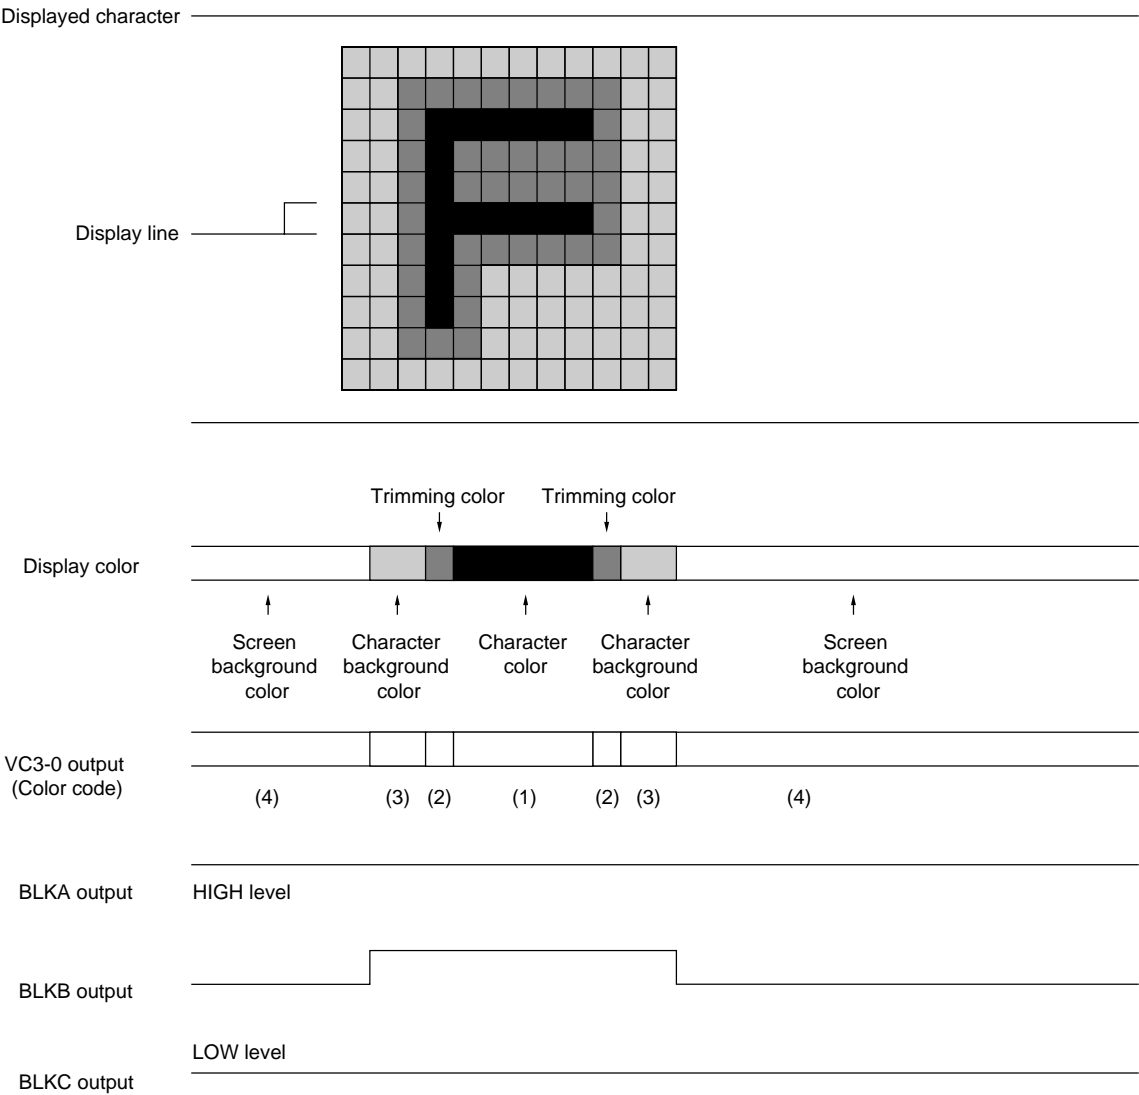 Displayed character
Display line
Trimming color Trimming color
Display color
Screen background color
Character background color
Character color
Character background color
Screen background color
VC3-0 output
(Color code)
(4) (3) (2) (1) (2) (3) (4)
BLKA output HIGH level
BLKB output
LOW level
BLKC output